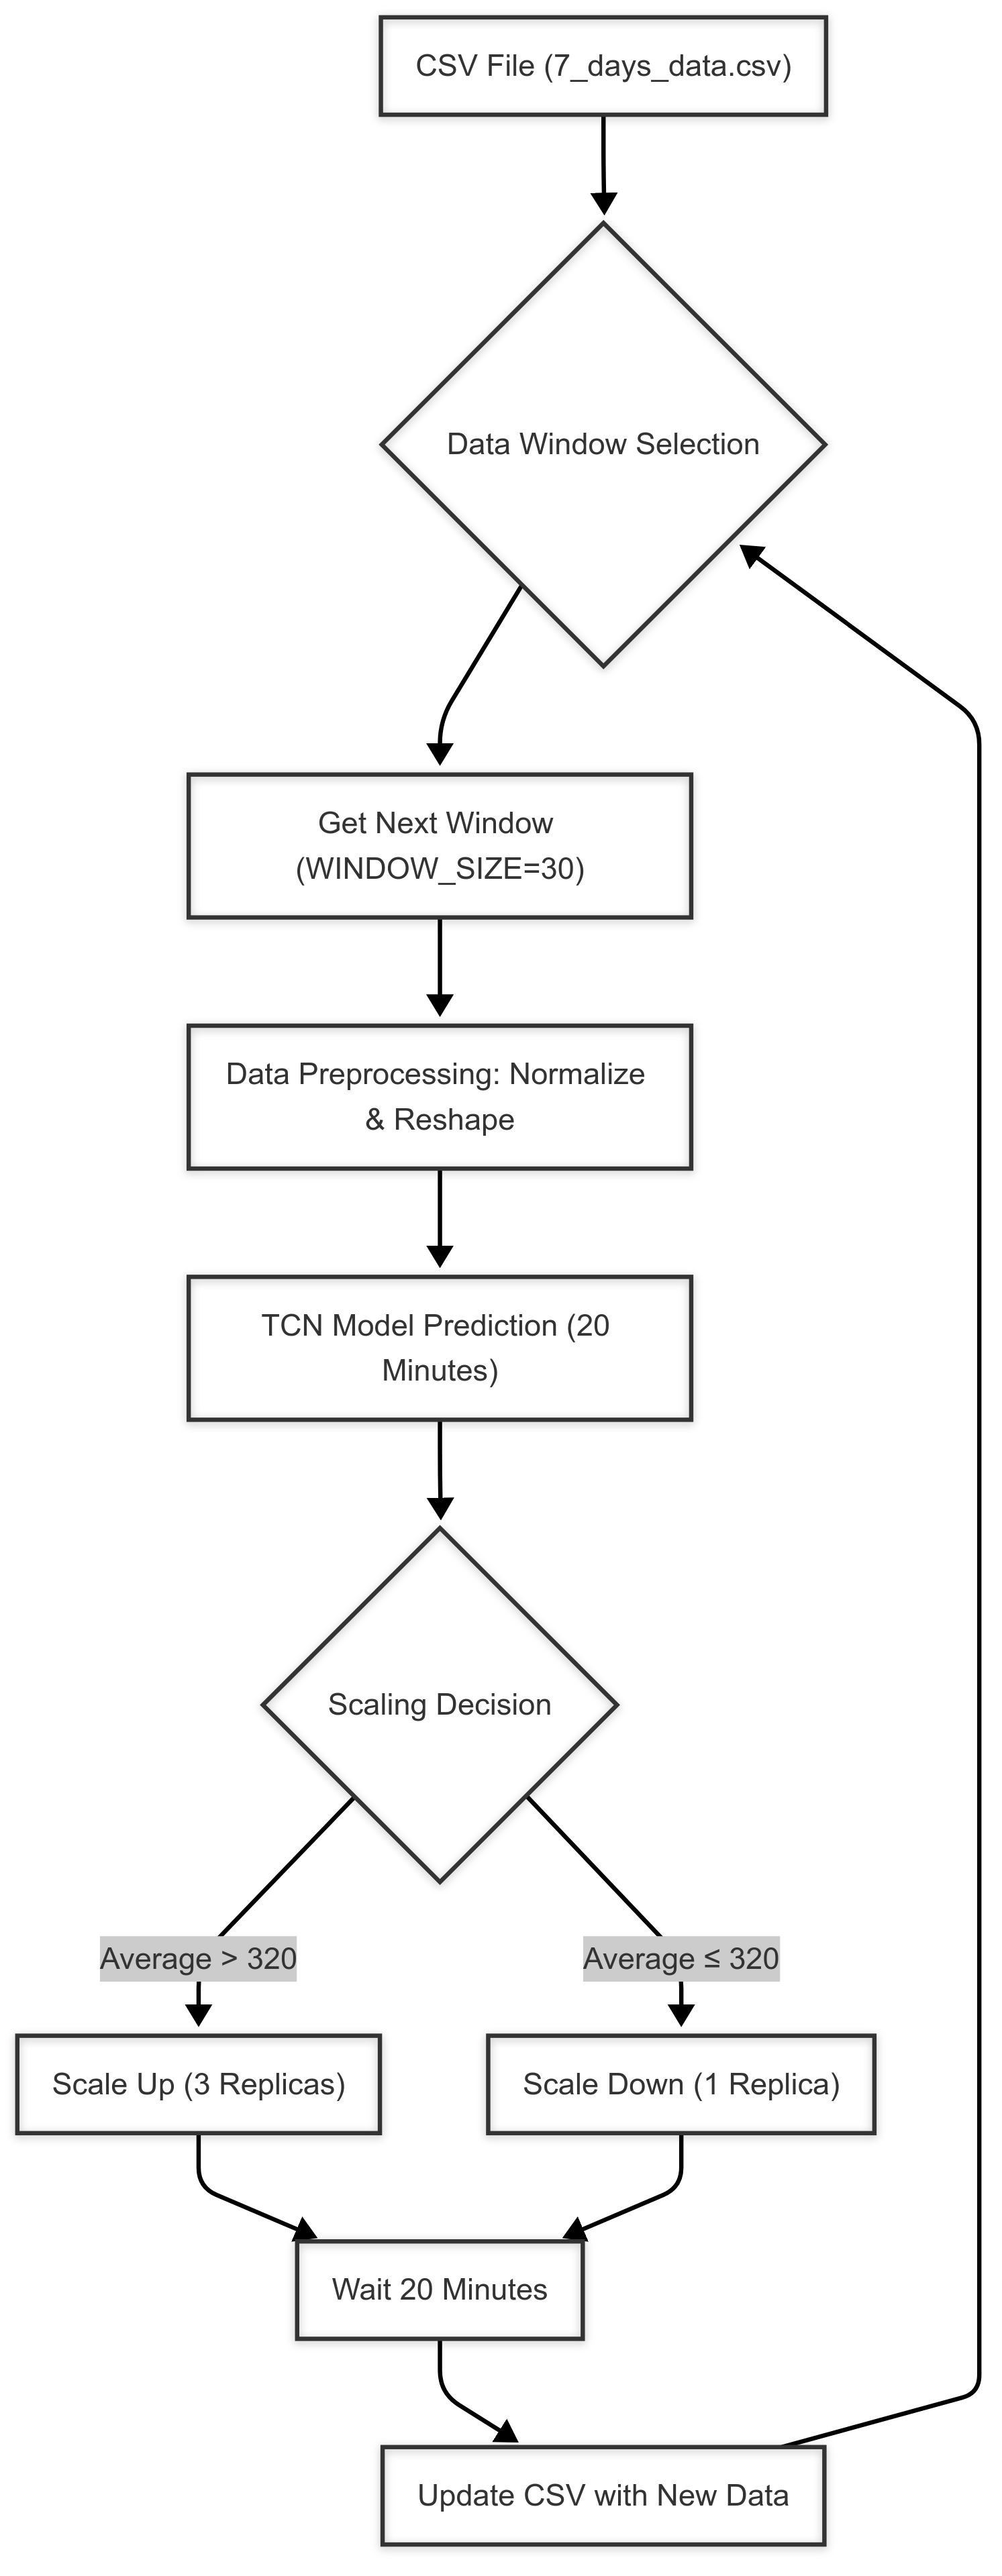 CSV File (7_days_data.csv)
Data Window Selection
Get Next Window
(WINDOW_SIZE=30)
Data Preprocessing: Normalize
& Reshape
TCN Model Prediction (20
Minutes)
Scaling Decision
Average > 320
Average ≤ 320
Scale Up (3 Replicas)
Scale Down (1 Replica)
Wait 20 Minutes
Update CSV with New Data